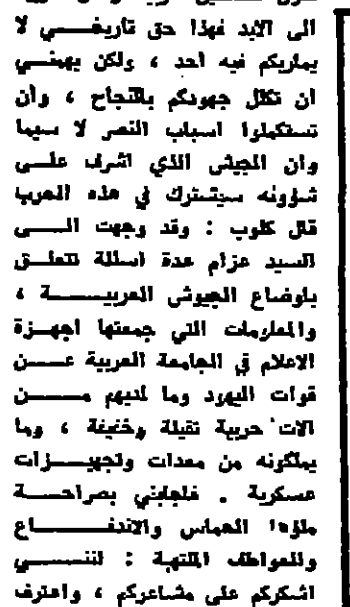 الى الابد فهذا حق تاريخي لا
يماريكم فيه احد ، ولكن يهمني
ان تكلل جهودكم بالنجاح ، وان
تستكملوا اسباب النصر لا سيما
وان الجيش الذي اشرف على
شؤونه سيشترك في هذه الحرب
قال كلوب : وقد وجهت الى
السيد عزام عدة اسئلة تتعلق
باوضاع الجيوش العربية ،
والمعلومات التي جمعتها اجهزة
الاعلام في الجامعة العربية عن
قوات اليهود وما لديهم من
الات حربية ثقيلة وخفيفة ، وما
يملكونه من معدات وتجهيزات
عسكرية . فاجابني بصراحة
ملؤها الحماس والاندفاع
والعواطف الملتهبة : انني
اشكركم على مشاعركم ، واعترف